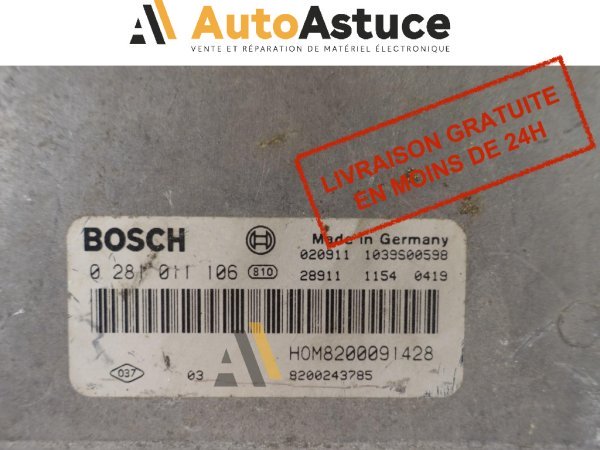 AutoAstuce
VENTE ET RÉPARATION DE MATÉRIEL ÉLECTRONIQUE
LIVRAISON GRATUITE
EN MOINS DE 24H
BOSCH
Made in Germany
020911 1039S00598
0 281 011 106 810
28911 1154 0419
HOM8200091428
037
03
8200243785